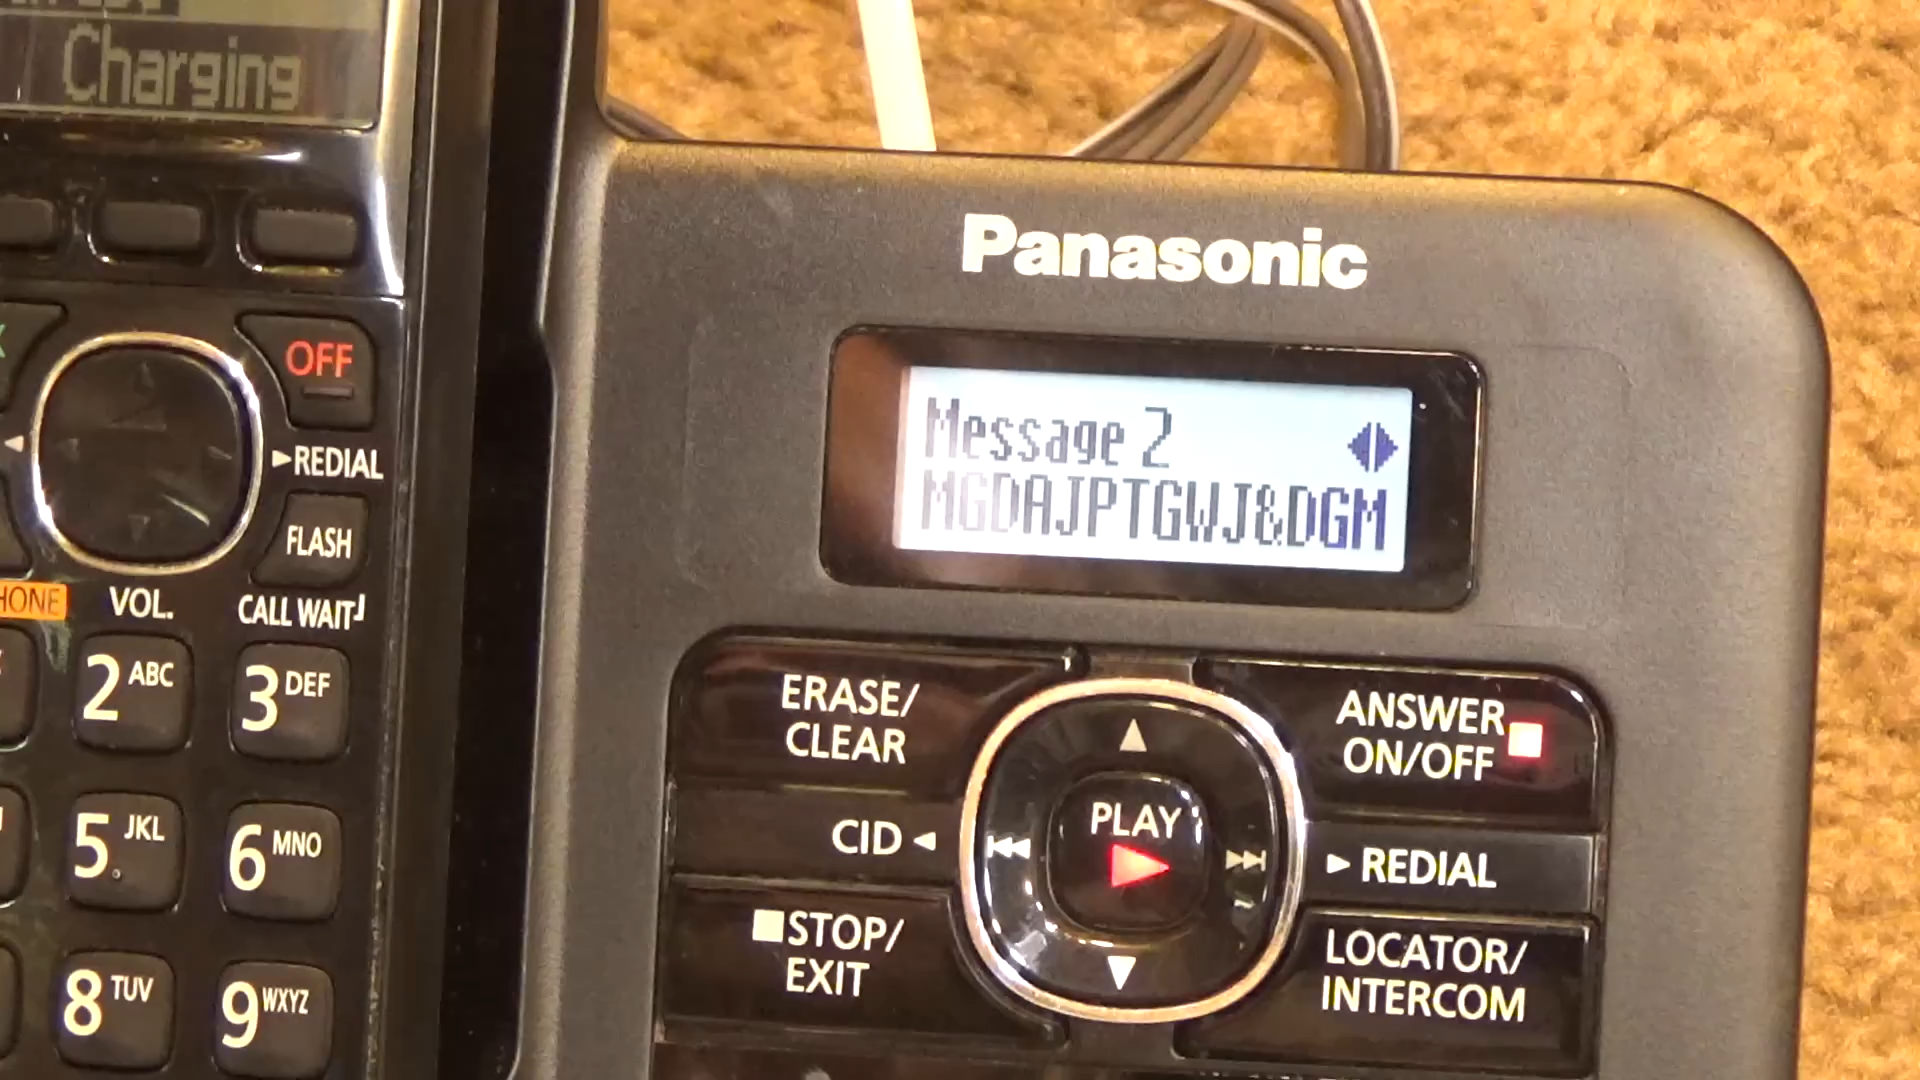 Charging
OFF
►REDIAL
FLASH
VOL.
CALL WAIT
2 ABC
3 DEF
5 JKL
6 MNO
8 TUV
9 WXYZ
Panasonic
Message 2
MGDAJPTGWJ&DGM
ERASE/
CLEAR
ANSWER
ON/OFF
CID ◄
PLAY
► REDIAL
STOP/
EXIT
LOCATOR/
INTERCOM